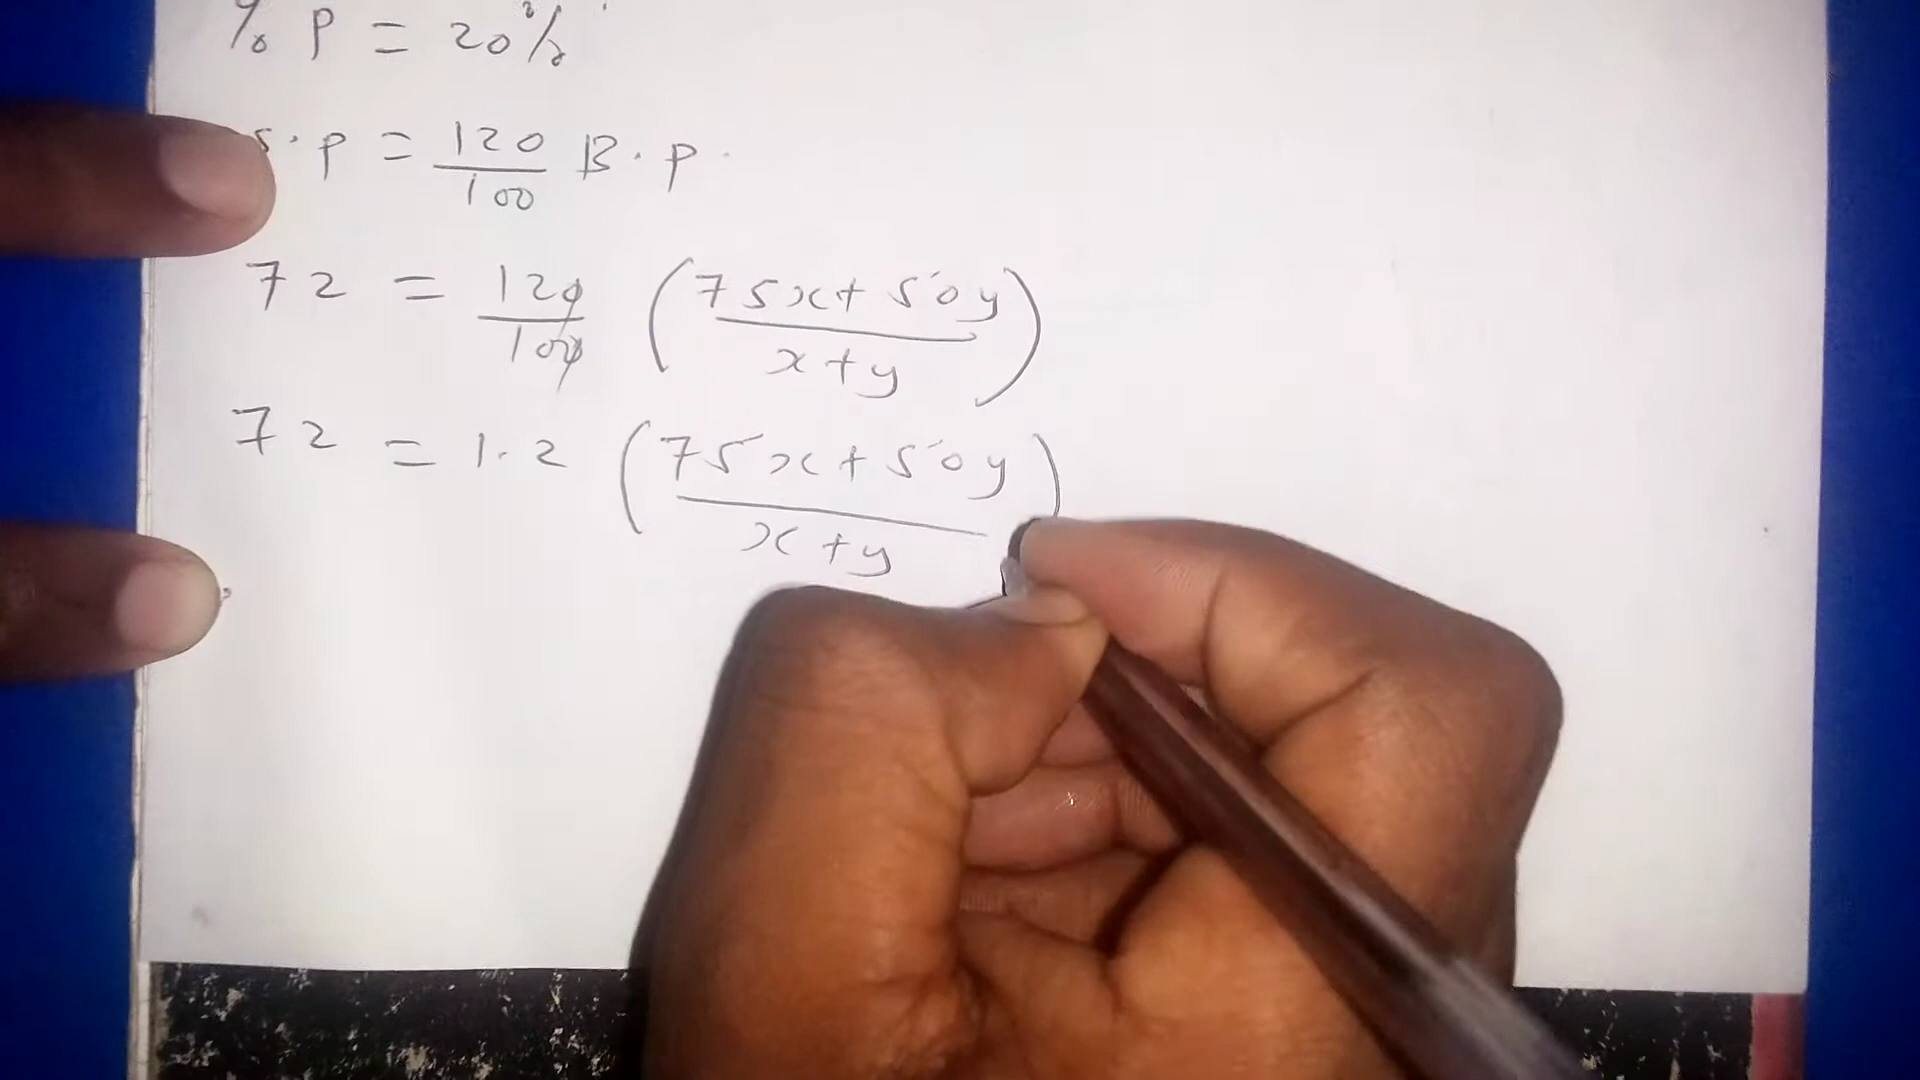 % P = 20%
S.P = 120/100 B.P.
72 = 120/100 (75x+50y/x+y)
72 = 1.2 (75x+50y/x+y)